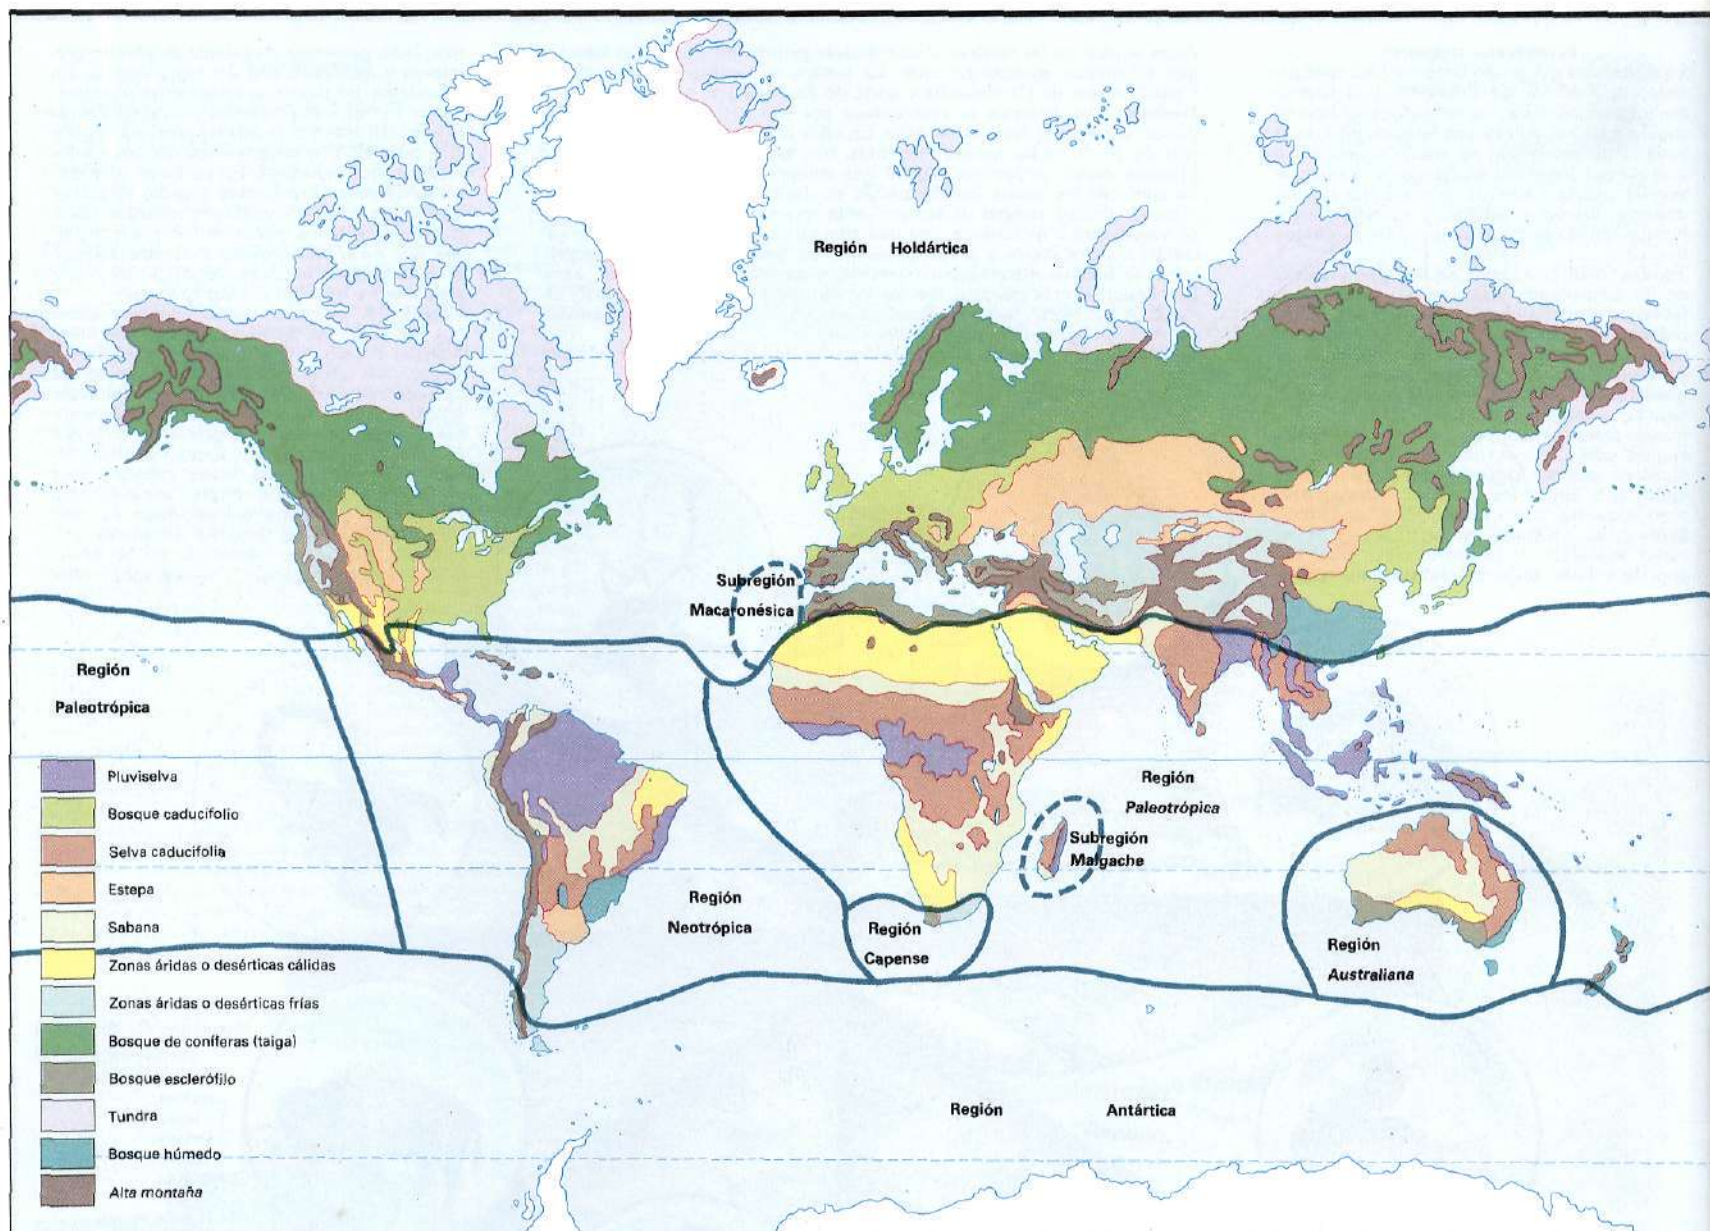 Región Holdártica
Subregión
Macaronésica
Región
Paleotrópica
Región
Paleotrópica
Subregión
Malgache
Región
Neotrópica
Región
Capense
Región
Australiana
Región Antártica
Pluviselva
Bosque caducifolio
Selva caducifolia
Estepa
Sabana
Zonas áridas o desérticas cálidas
Zonas áridas o desérticas frías
Bosque de coníferas (taiga)
Bosque esclerófilo
Tundra
Bosque húmedo
Alta montaña